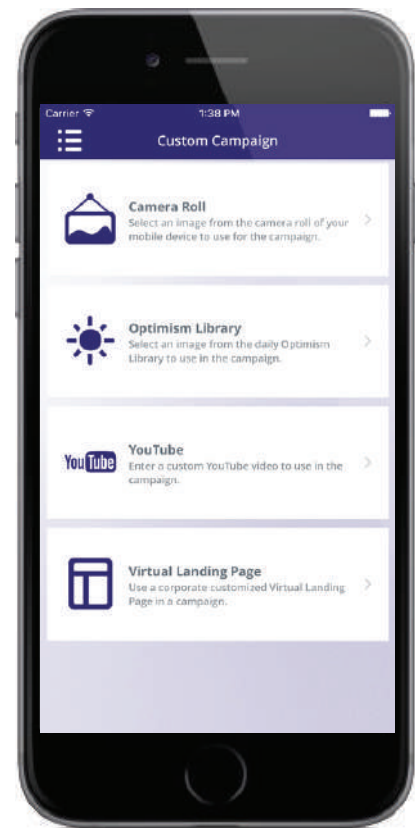 Carrier
1:38 PM
Custom Campaign
Camera Roll
Select an image from the camera roll of your
mobile device to use for the campaign.
Optimism Library
Select an image from the daily Optimism
Library to use in the campaign.
YouTube
YouTube
Enter a custom YouTube video to use in the
campaign.
Virtual Landing Page
Use a corporate customized Virtual Landing
Page in a campaign.